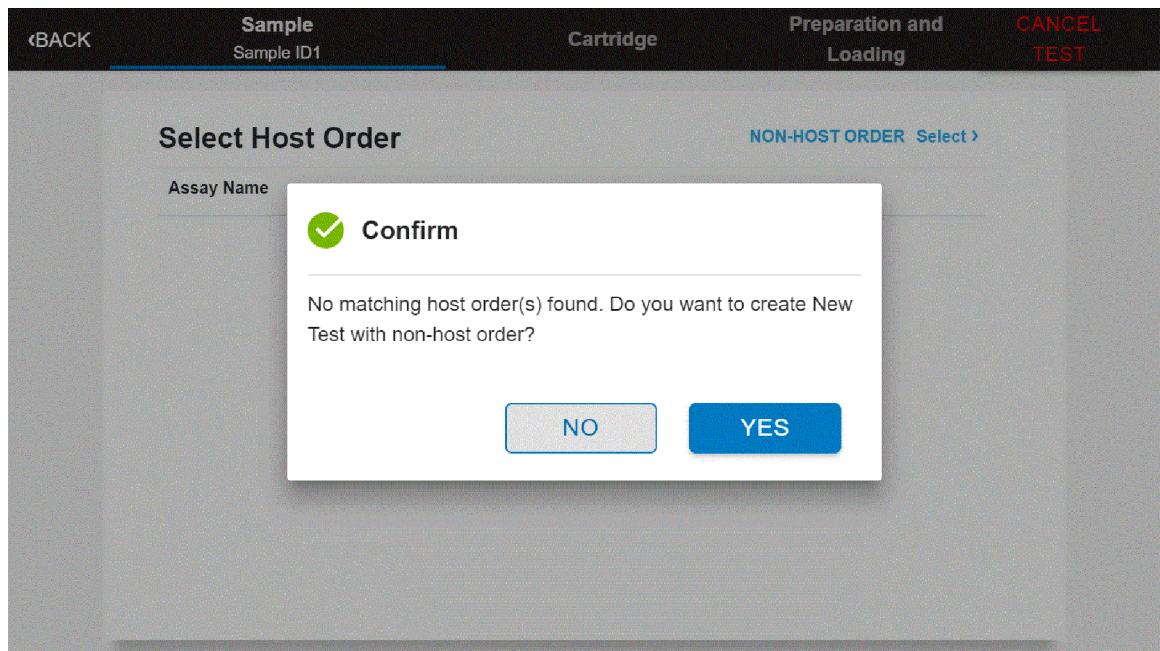 ‹BACK
Sample
Sample ID1
Cartridge
Preparation and
Loading
CANCEL
TEST
Select Host Order
NON-HOST ORDER Select ›
Assay Name
Confirm
No matching host order(s) found. Do you want to create New
Test with non-host order?
NO
YES